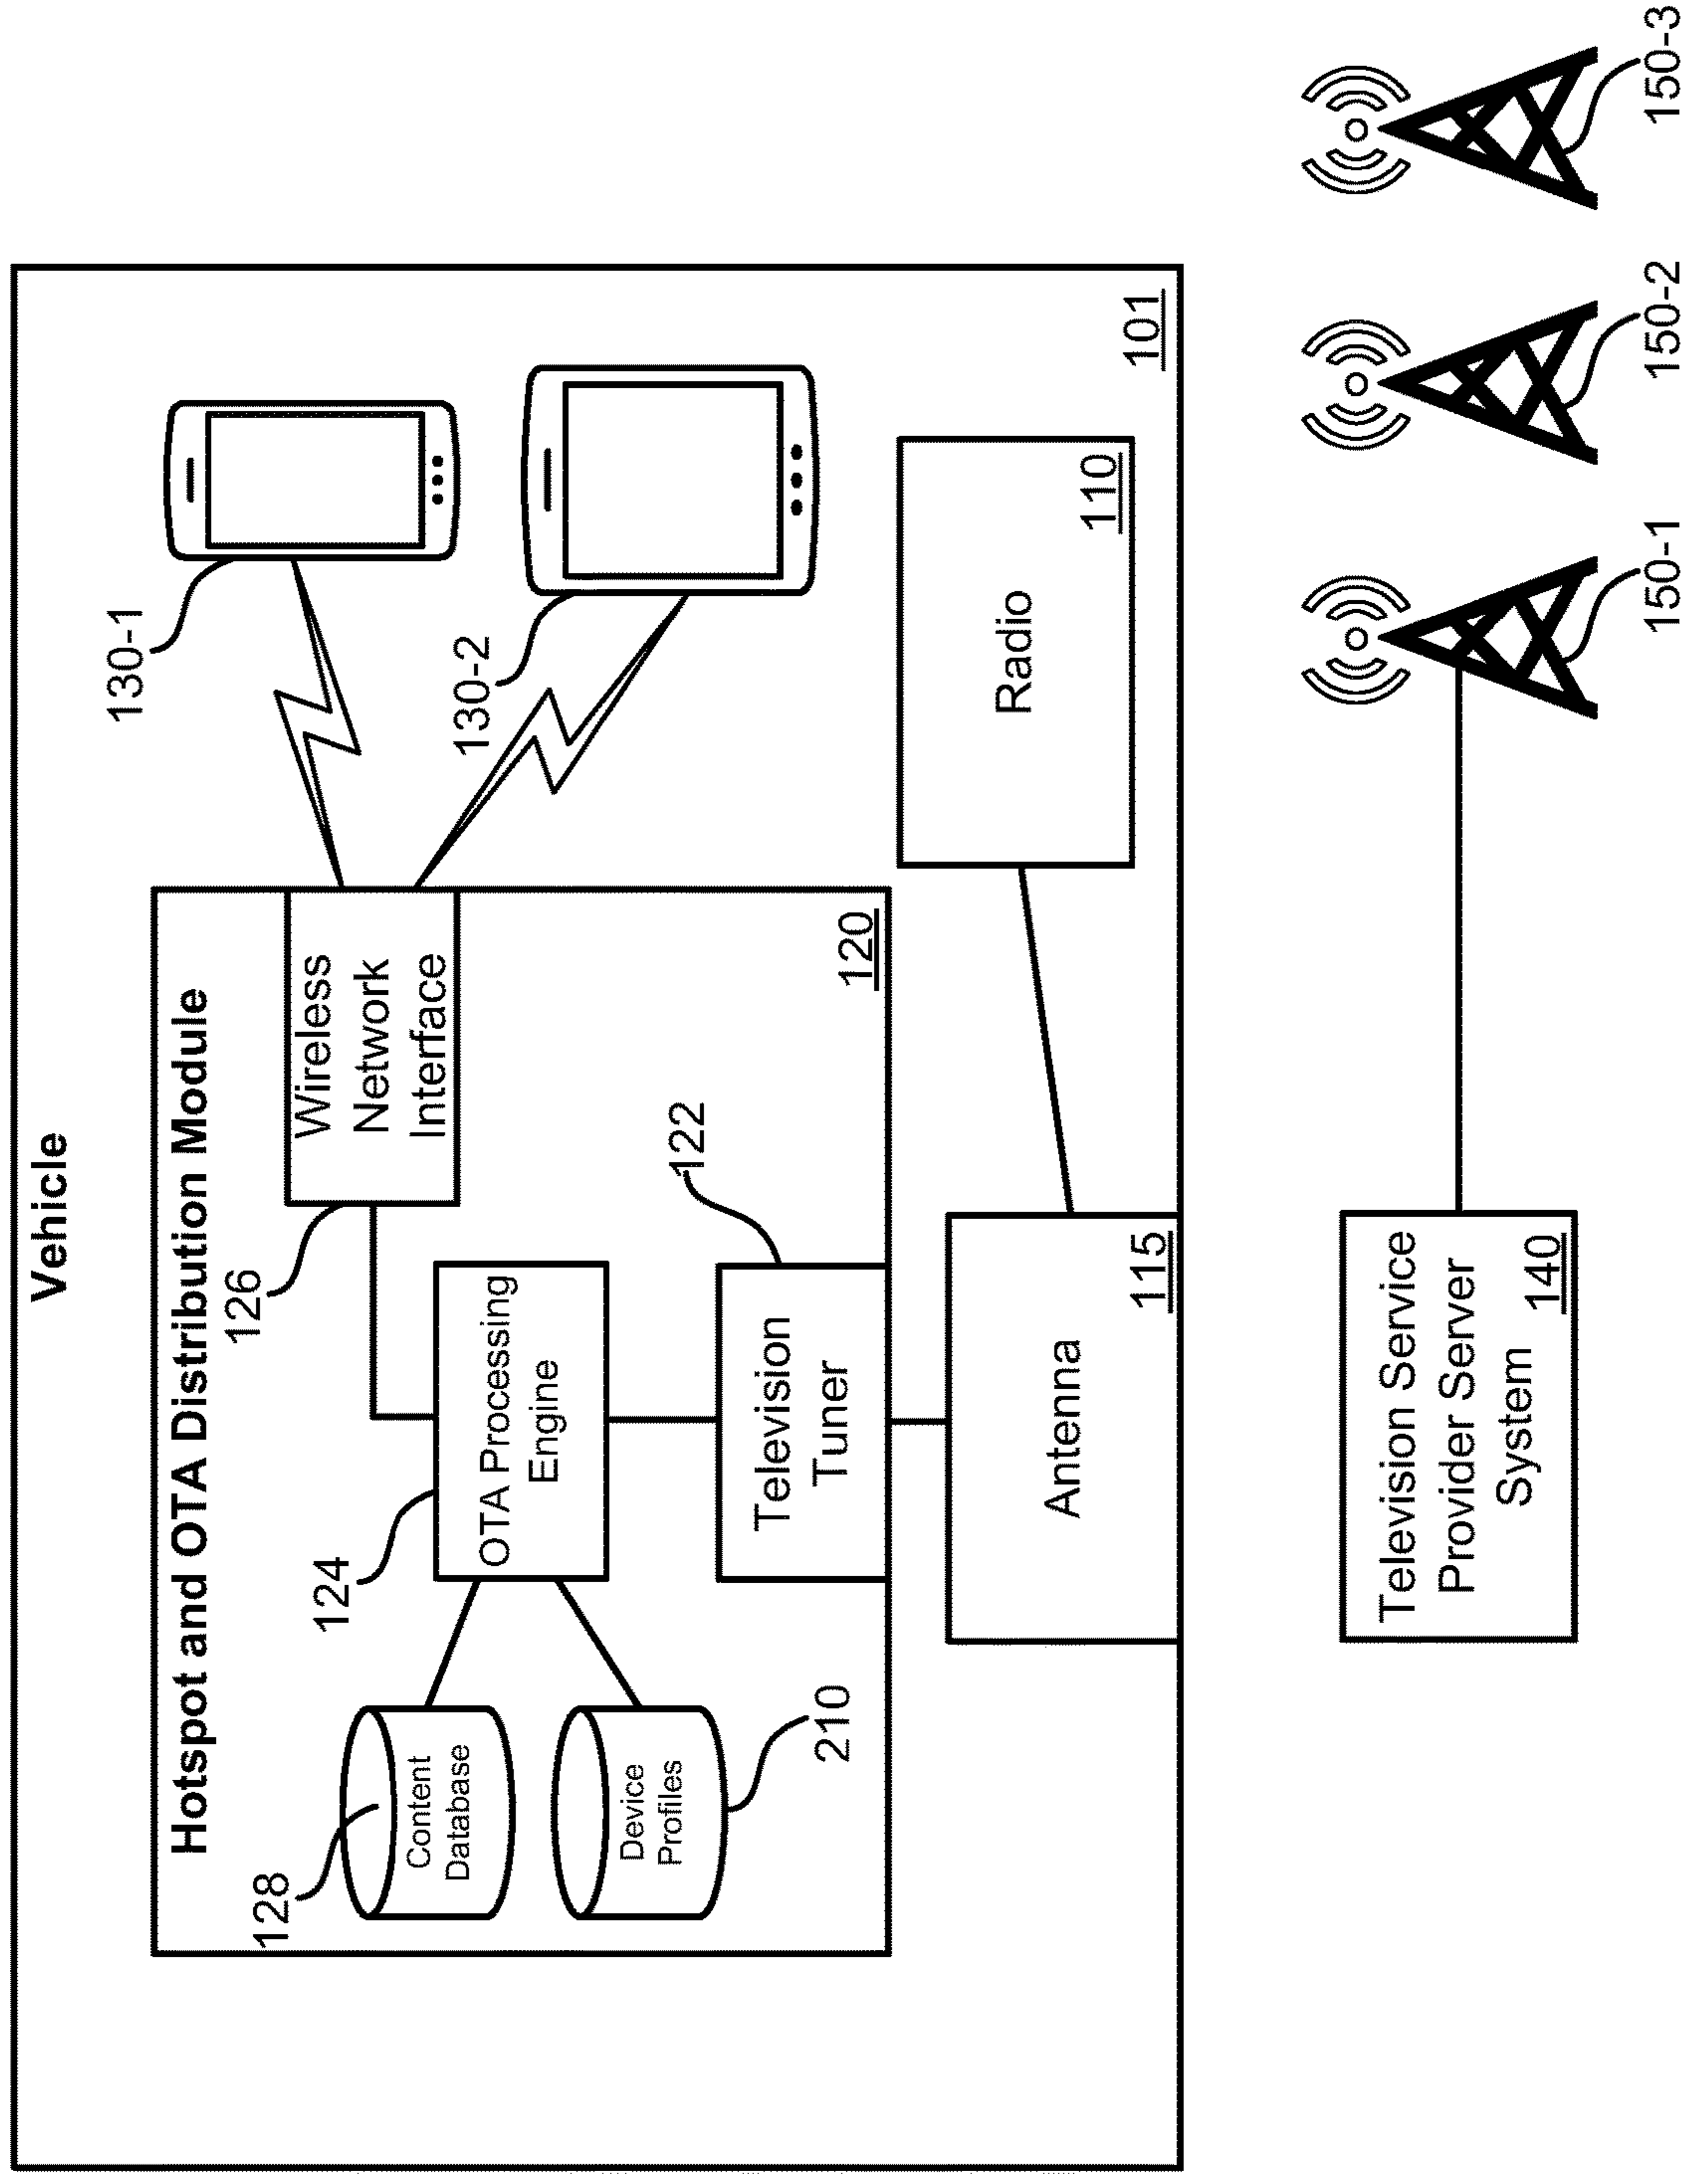 Vehicle
Hotspot and OTA Distribution Module
128
Content
Database
Device
Profiles
210
124
OTA Processing
Engine
126
Wireless
Network
Interface
Television
Tuner
122
120
130-1
130-2
Antenna
115
Radio
110
101
Television Service
Provider Server
System
140
150-1
150-2
150-3